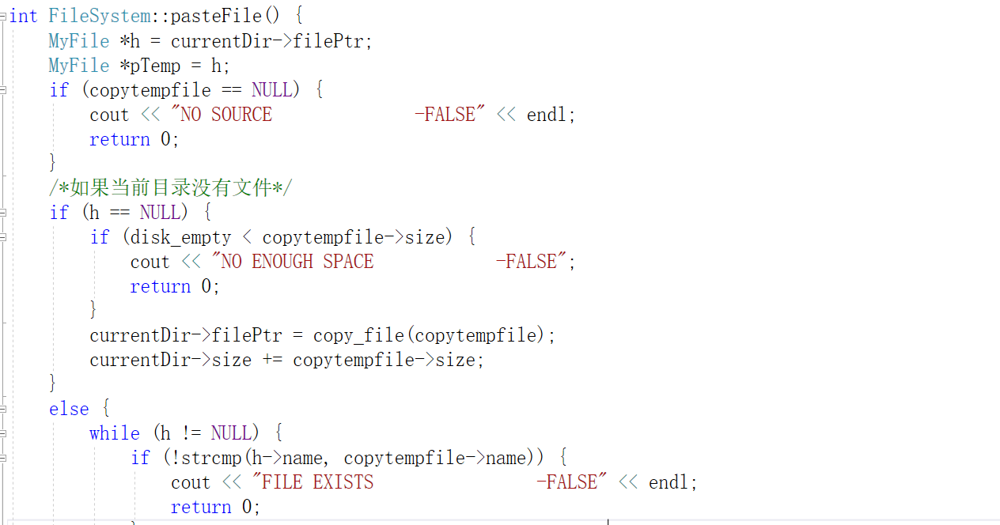 int FileSystem::pasteFile() {
    MyFile *h = currentDir->filePtr;
    MyFile *pTemp = h;
    if (copytempfile == NULL) {
        cout << "NO SOURCE              -FALSE" << endl;
        return 0;
    }
    /*如果当前目录没有文件*/
    if (h == NULL) {
        if (disk_empty < copytempfile->size) {
            cout << "NO ENOUGH SPACE            -FALSE";
            return 0;
        }
        currentDir->filePtr = copy_file(copytempfile);
        currentDir->size += copytempfile->size;
    }
    else {
        while (h != NULL) {
            if (!strcmp(h->name, copytempfile->name)) {
                cout << "FILE EXISTS                -FALSE" << endl;
                return 0;